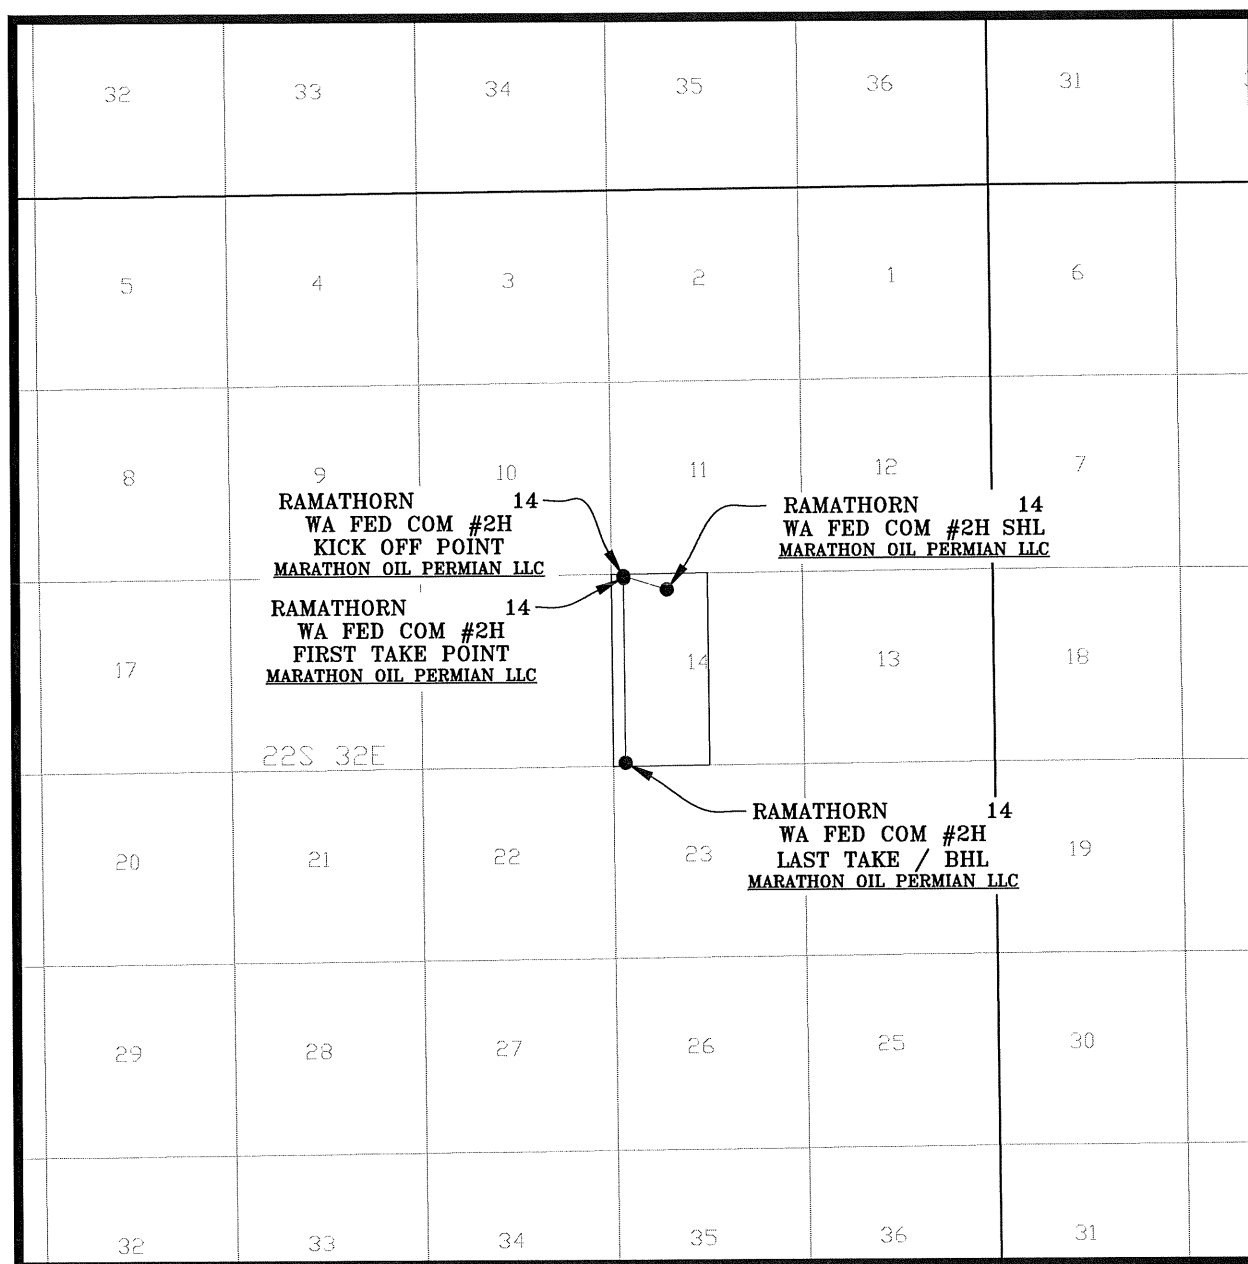 32 33 34 35 36 31
5 4 3 2 1 6
8 9 10 11 12 7
RAMATHORN 14
WA FED COM #2H
KICK OFF POINT
MARATHON OIL PERMIAN LLC
RAMATHORN 14
WA FED COM #2H SHL
MARATHON OIL PERMIAN LLC
RAMATHORN 14
WA FED COM #2H
FIRST TAKE POINT
MARATHON OIL PERMIAN LLC
17 14 13 18
22S 32E
RAMATHORN 14
WA FED COM #2H
LAST TAKE / BHL
MARATHON OIL PERMIAN LLC
20 21 22 23 19
29 28 27 26 25 30
32 33 34 35 36 31